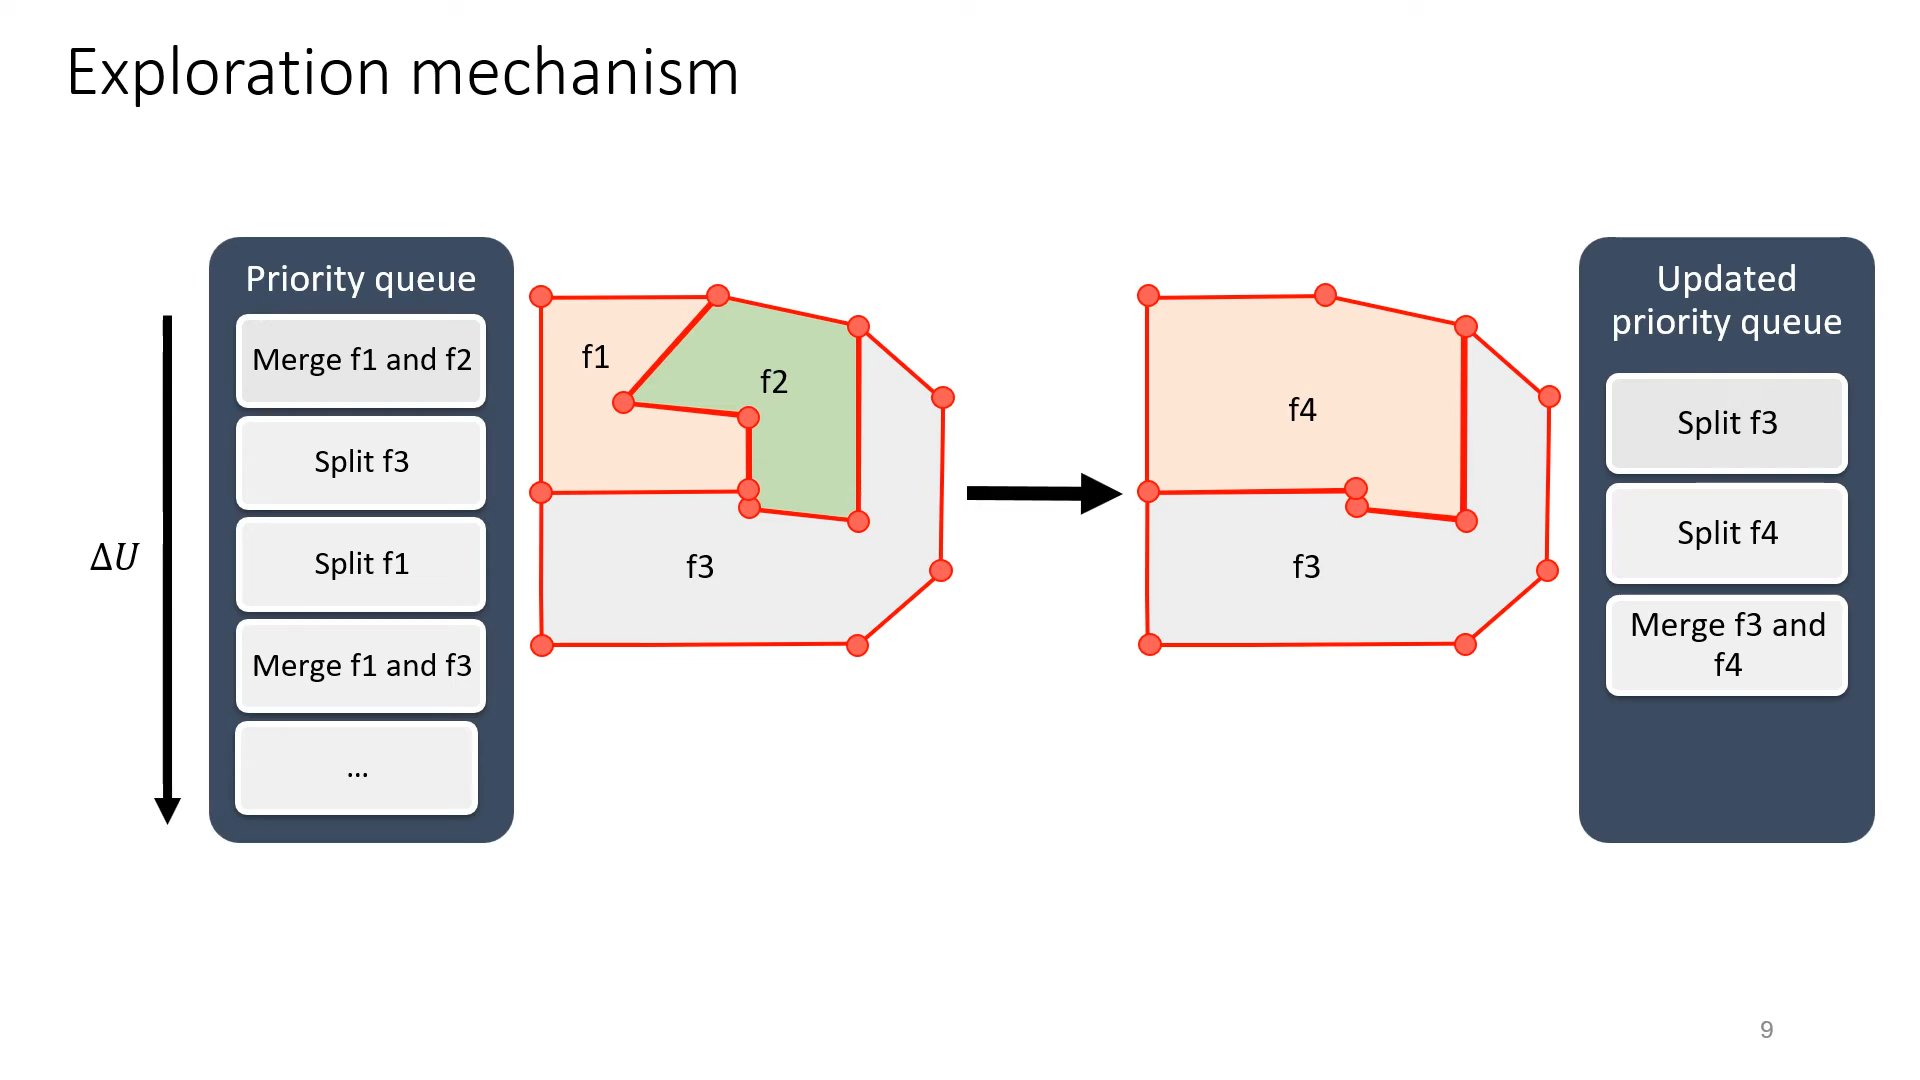 Exploration mechanism
Priority queue
Merge f1 and f2
Split f3
Split f1
Merge f1 and f3
...
ΔU
f1
f2
f3
f4
f3
Updated
priority queue
Split f3
Split f4
Merge f3 and
f4
9